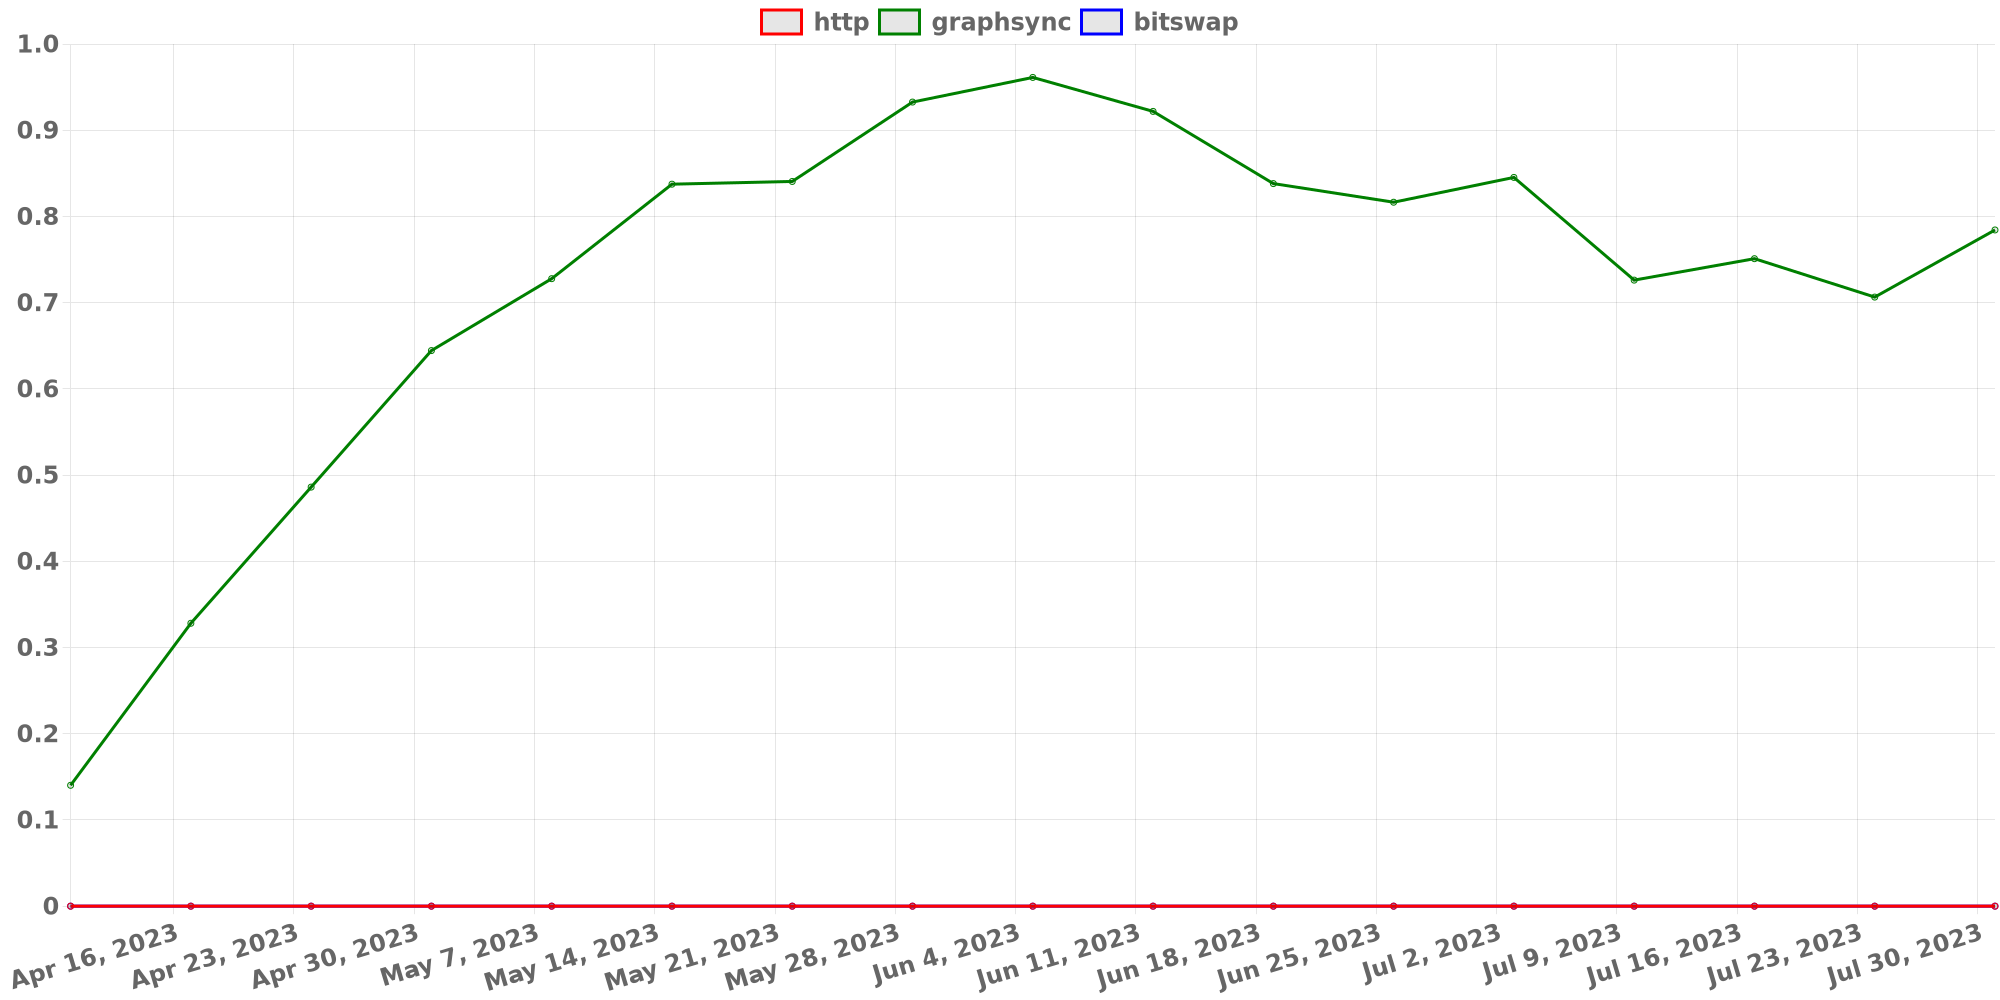 http graphsync bitswap
1.0
0.9
0.8
0.7
0.6
0.5
0.4
0.3
0.2
0.1
0
Apr 16, 2023
Apr 23, 2023
Apr 30, 2023
May 7, 2023
May 14, 2023
May 21, 2023
May 28, 2023
Jun 4, 2023
Jun 11, 2023
Jun 18, 2023
Jun 25, 2023
Jul 2, 2023
Jul 9, 2023
Jul 16, 2023
Jul 23, 2023
Jul 30, 2023